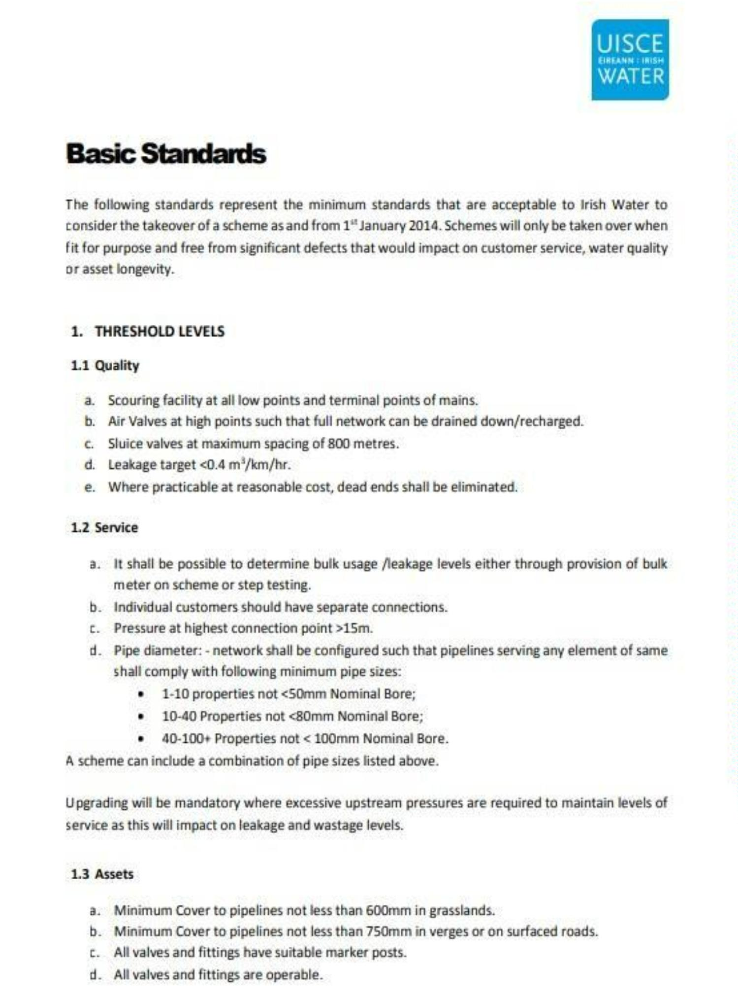 UISCE
EIREANN : IRISH
WATER
Basic Standards
The following standards represent the minimum standards that are acceptable to Irish Water to
consider the takeover of a scheme as and from 1st January 2014. Schemes will only be taken over when
fit for purpose and free from significant defects that would impact on customer service, water quality
or asset longevity.
1. THRESHOLD LEVELS
1.1 Quality
a. Scouring facility at all low points and terminal points of mains.
b. Air Valves at high points such that full network can be drained down/recharged.
c. Sluice valves at maximum spacing of 800 metres.
d. Leakage target <0.4 m³/km/hr.
e. Where practicable at reasonable cost, dead ends shall be eliminated.
1.2 Service
a. It shall be possible to determine bulk usage /leakage levels either through provision of bulk
meter on scheme or step testing.
b. Individual customers should have separate connections.
c. Pressure at highest connection point >15m.
d. Pipe diameter: - network shall be configured such that pipelines serving any element of same
shall comply with following minimum pipe sizes:
• 1-10 properties not <50mm Nominal Bore;
• 10-40 Properties not <80mm Nominal Bore;
• 40-100+ Properties not < 100mm Nominal Bore.
A scheme can include a combination of pipe sizes listed above.
Upgrading will be mandatory where excessive upstream pressures are required to maintain levels of
service as this will impact on leakage and wastage levels.
1.3 Assets
a. Minimum Cover to pipelines not less than 600mm in grasslands.
b. Minimum Cover to pipelines not less than 750mm in verges or on surfaced roads.
c. All valves and fittings have suitable marker posts.
d. All valves and fittings are operable.